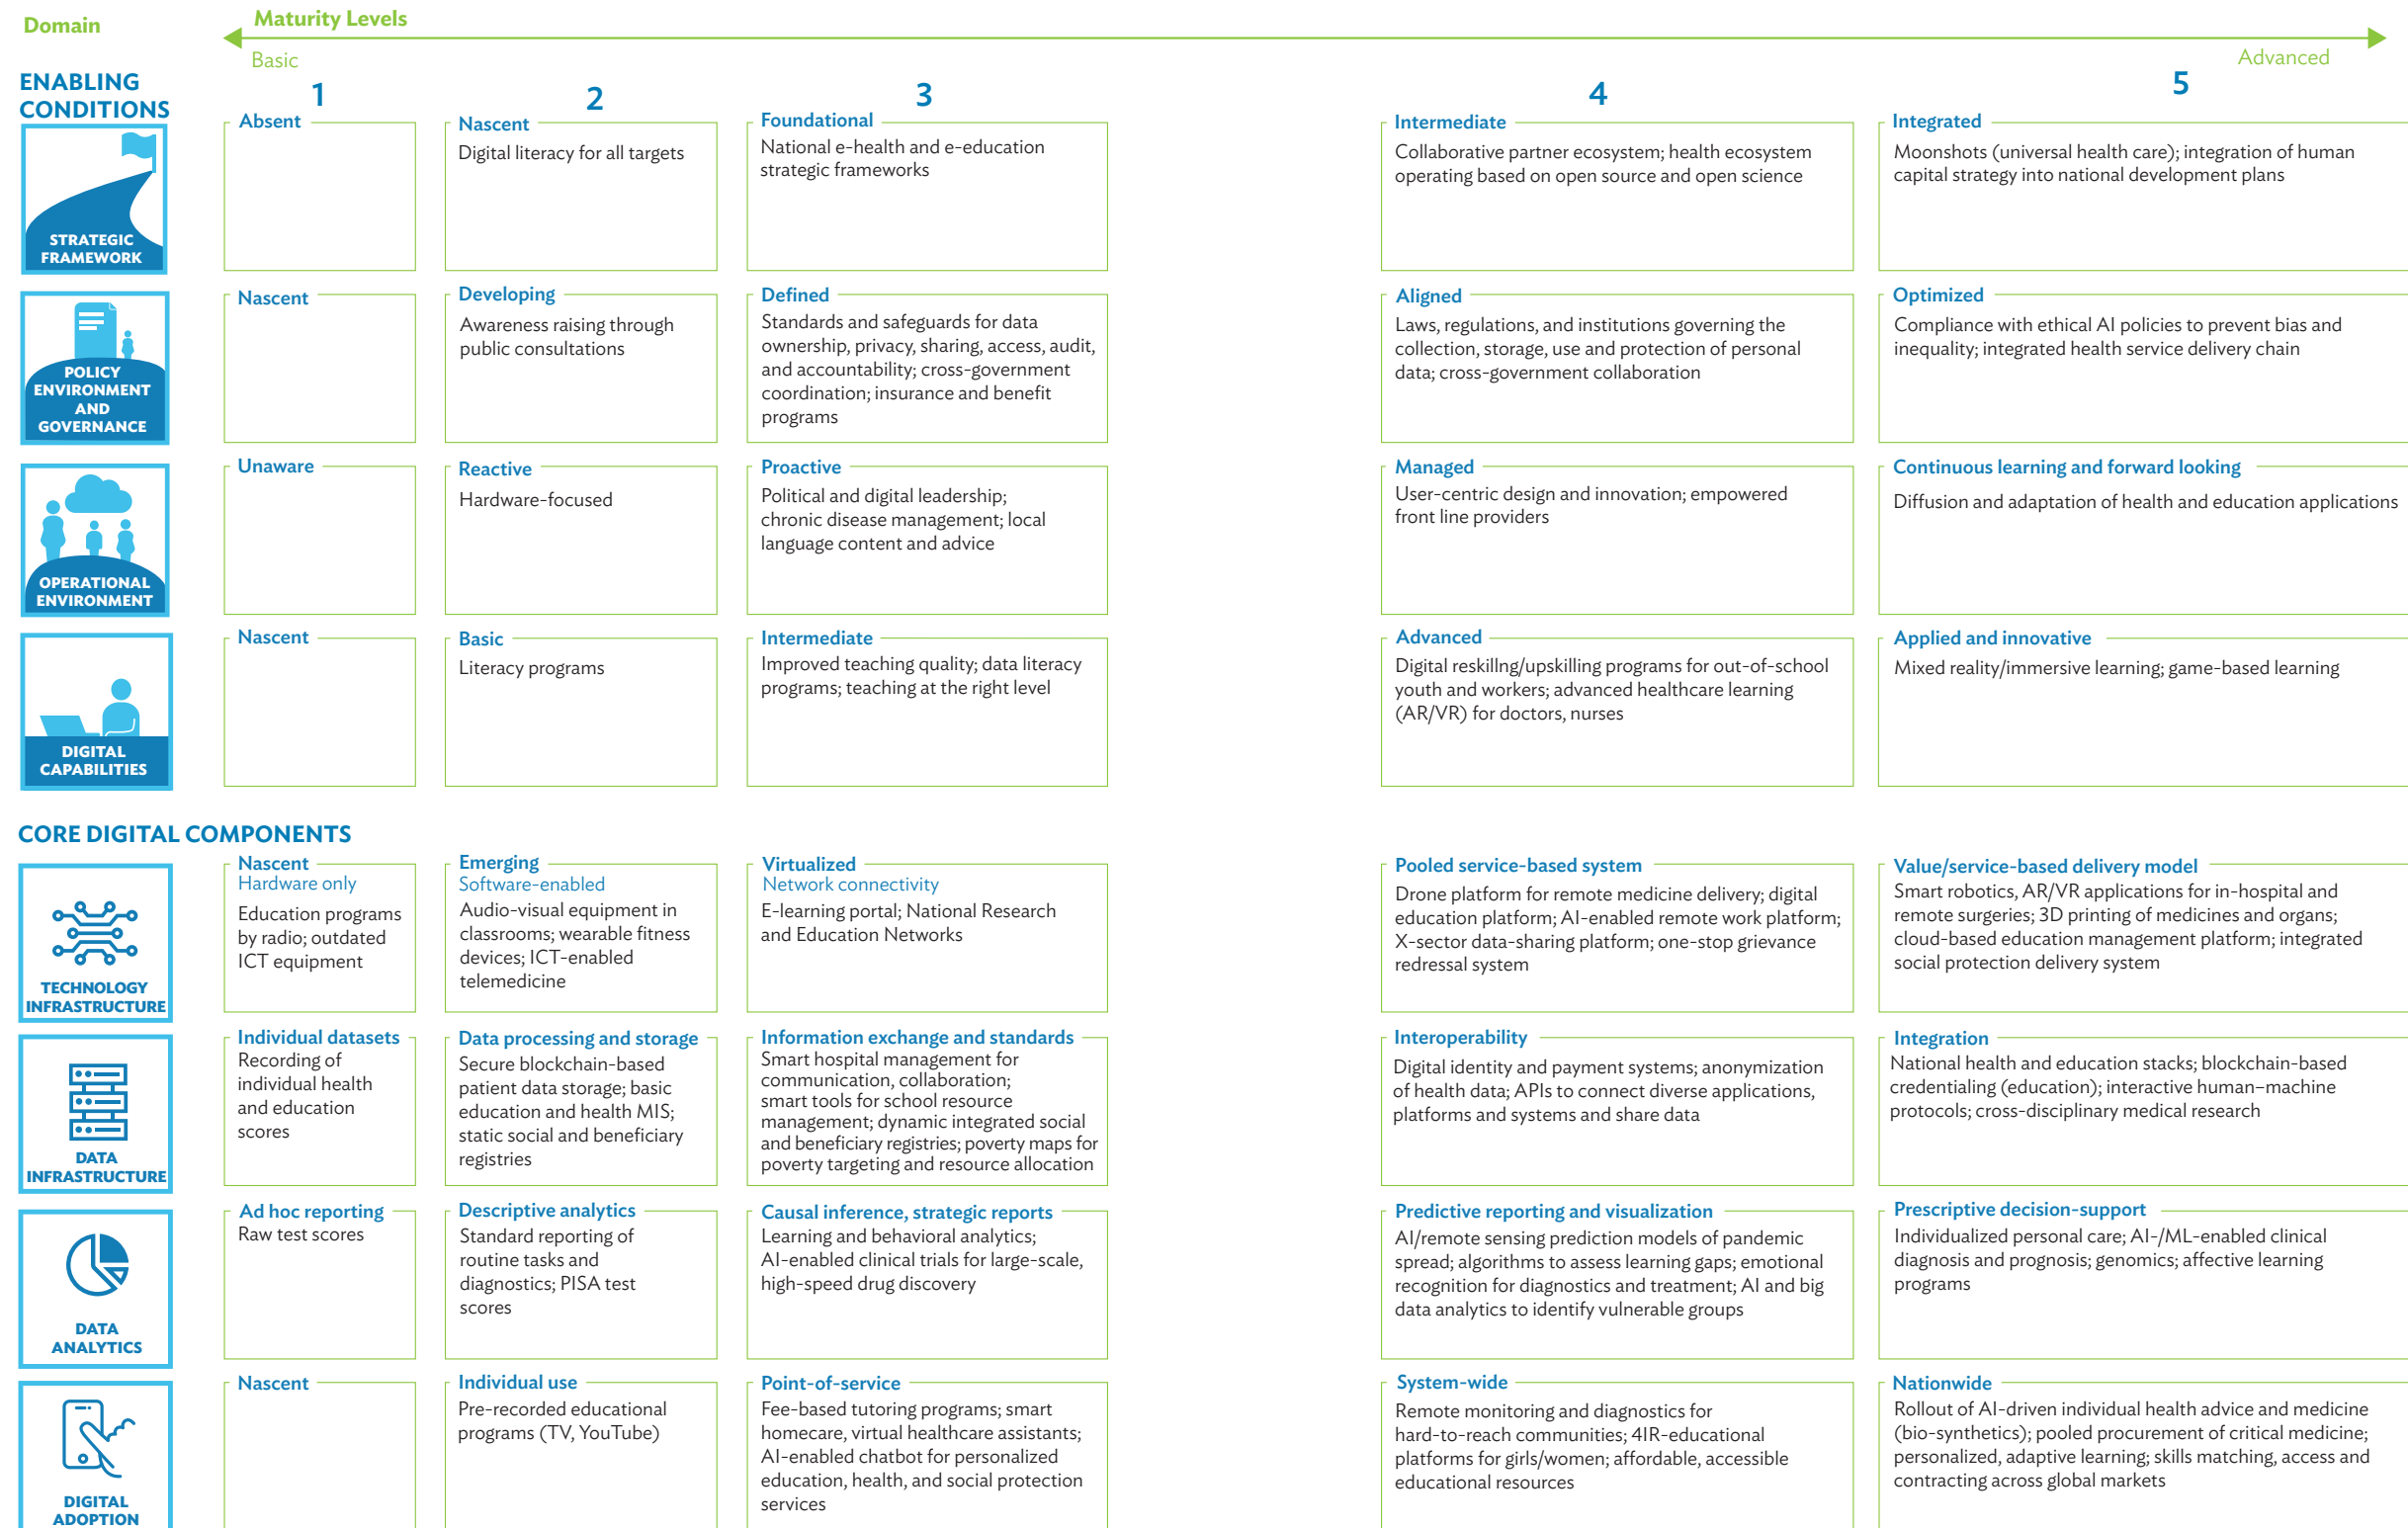 Domain
Maturity Levels
Basic
Advanced
ENABLING
CONDITIONS
1
2
3
4
5
STRATEGIC
FRAMEWORK
Absent
Nascent
Digital literacy for all targets
Foundational
National e-health and e-education
strategic frameworks
Intermediate
Collaborative partner ecosystem; health ecosystem
operating based on open source and open science
Integrated
Moonshots (universal health care); integration of human
capital strategy into national development plans
POLICY
ENVIRONMENT
AND
GOVERNANCE
Nascent
Developing
Awareness raising through
public consultations
Defined
Standards and safeguards for data
ownership, privacy, sharing, access, audit,
and accountability; cross-government
coordination; insurance and benefit
programs
Aligned
Laws, regulations, and institutions governing the
collection, storage, use and protection of personal
data; cross-government collaboration
Optimized
Compliance with ethical AI policies to prevent bias and
inequality; integrated health service delivery chain
OPERATIONAL
ENVIRONMENT
Unaware
Reactive
Hardware-focused
Proactive
Political and digital leadership;
chronic disease management; local
language content and advice
Managed
User-centric design and innovation; empowered
front line providers
Continuous learning and forward looking
Diffusion and adaptation of health and education applications
DIGITAL
CAPABILITIES
Nascent
Basic
Literacy programs
Intermediate
Improved teaching quality; data literacy
programs; teaching at the right level
Advanced
Digital reskillng/upskilling programs for out-of-school
youth and workers; advanced healthcare learning
(AR/VR) for doctors, nurses
Applied and innovative
Mixed reality/immersive learning; game-based learning
CORE DIGITAL COMPONENTS
TECHNOLOGY
INFRASTRUCTURE
Nascent
Hardware only
Education programs
by radio; outdated
ICT equipment
Emerging
Software-enabled
Audio-visual equipment in
classrooms; wearable fitness
devices; ICT-enabled
telemedicine
Virtualized
Network connectivity
E-learning portal; National Research
and Education Networks
Pooled service-based system
Drone platform for remote medicine delivery; digital
education platform; AI-enabled remote work platform;
X-sector data-sharing platform; one-stop grievance
redressal system
Value/service-based delivery model
Smart robotics, AR/VR applications for in-hospital and
remote surgeries; 3D printing of medicines and organs;
cloud-based education management platform; integrated
social protection delivery system
DATA
INFRASTRUCTURE
Individual datasets
Recording of
individual health
and education
scores
Data processing and storage
Secure blockchain-based
patient data storage; basic
education and health MIS;
static social and beneficiary
registries
Information exchange and standards
Smart hospital management for
communication, collaboration;
smart tools for school resource
management; dynamic integrated social
and beneficiary registries; poverty maps for
poverty targeting and resource allocation
Interoperability
Digital identity and payment systems; anonymization
of health data; APIs to connect diverse applications,
platforms and systems and share data
Integration
National health and education stacks; blockchain-based
credentialing (education); interactive human–machine
protocols; cross-disciplinary medical research
DATA
ANALYTICS
Ad hoc reporting
Raw test scores
Descriptive analytics
Standard reporting of
routine tasks and
diagnostics; PISA test
scores
Causal inference, strategic reports
Learning and behavioral analytics;
AI-enabled clinical trials for large-scale,
high-speed drug discovery
Predictive reporting and visualization
AI/remote sensing prediction models of pandemic
spread; algorithms to assess learning gaps; emotional
recognition for diagnostics and treatment; AI and big
data analytics to identify vulnerable groups
Prescriptive decision-support
Individualized personal care; AI-/ML-enabled clinical
diagnosis and prognosis; genomics; affective learning
programs
DIGITAL
ADOPTION
Nascent
Individual use
Pre-recorded educational
programs (TV, YouTube)
Point-of-service
Fee-based tutoring programs; smart
homecare, virtual healthcare assistants;
AI-enabled chatbot for personalized
education, health, and social protection
services
System-wide
Remote monitoring and diagnostics for
hard-to-reach communities; 4IR-educational
platforms for girls/women; affordable, accessible
educational resources
Nationwide
Rollout of AI-driven individual health advice and medicine
(bio-synthetics); pooled procurement of critical medicine;
personalized, adaptive learning; skills matching, access and
contracting across global markets